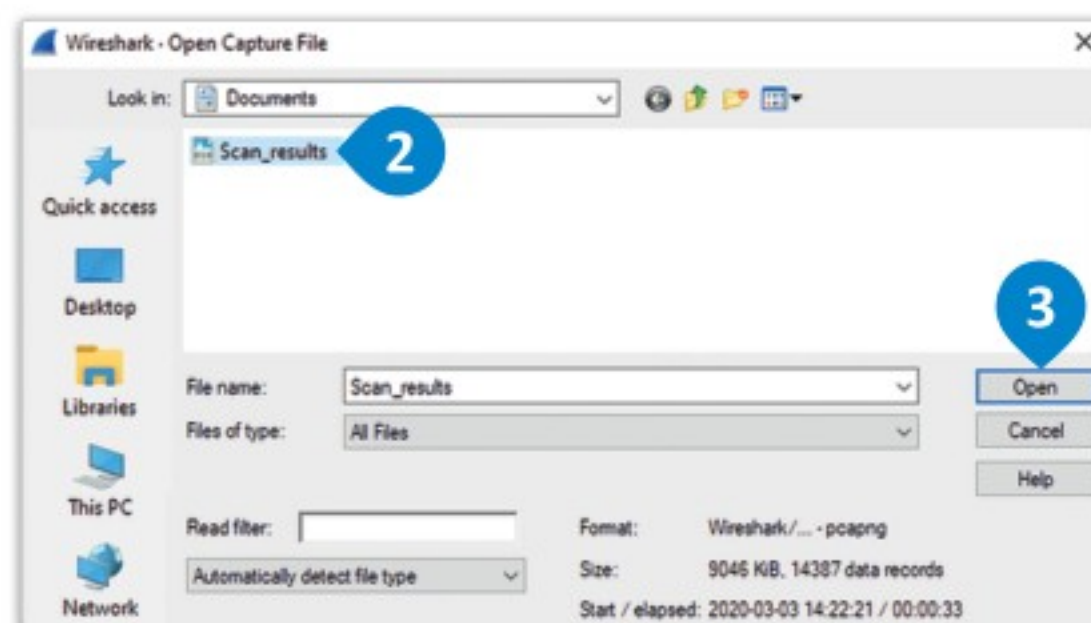 Wireshark · Open Capture File
Look in: Documents
Scan_results
2
Quick access
Desktop
3
Libraries
File name: Scan_results
Open
Files of type: All Files
Cancel
Help
This PC
Read filter:
Format: Wireshark/... - pcapng
Automatically detect file type
Size: 9046 KiB, 14387 data records
Network
Start / elapsed: 2020-03-03 14:22:21 / 00:00:33